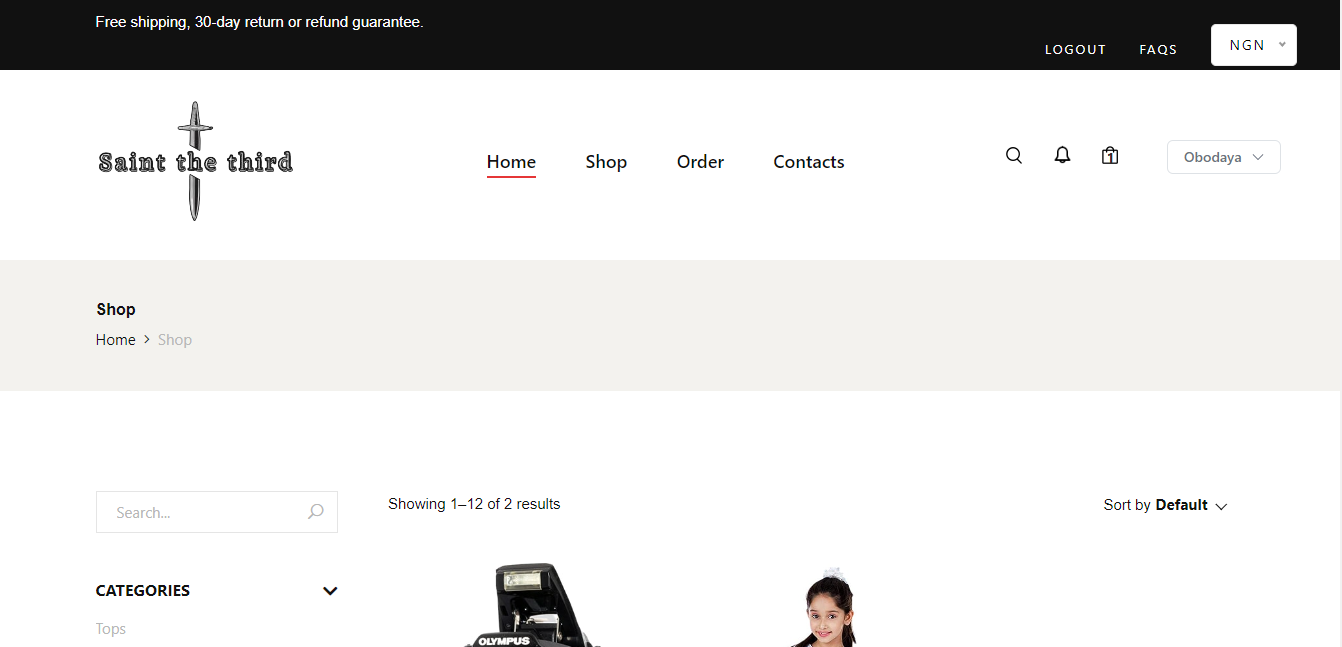 Free shipping, 30-day return or refund guarantee.
LOGOUT FAQS NGN
Saint the third
Home Shop Order Contacts
1
Obodaya
Shop
Home > Shop
Search...
Showing 1–12 of 2 results
Sort by Default
CATEGORIES
Tops
OLYMPUS